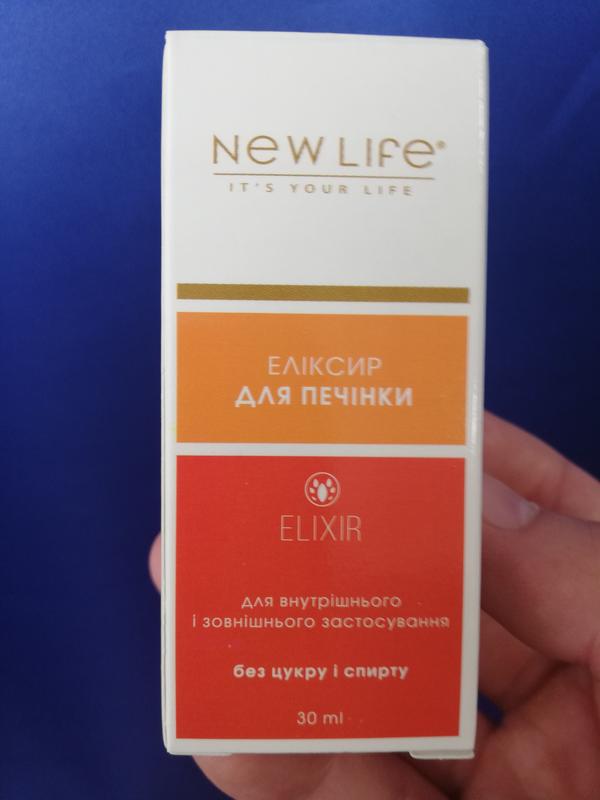 NEW LIFE®
IT'S YOUR LIFE
ЕЛІКСИР
ДЛЯ ПЕЧІНКИ
ELIXIR
для внутрішнього
і зовнішнього застосування
без цукру і спирту
30 ml